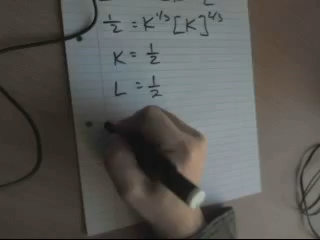 1/2 = K^1/3 [K]^2/3
K = 1/2
L = 1/2